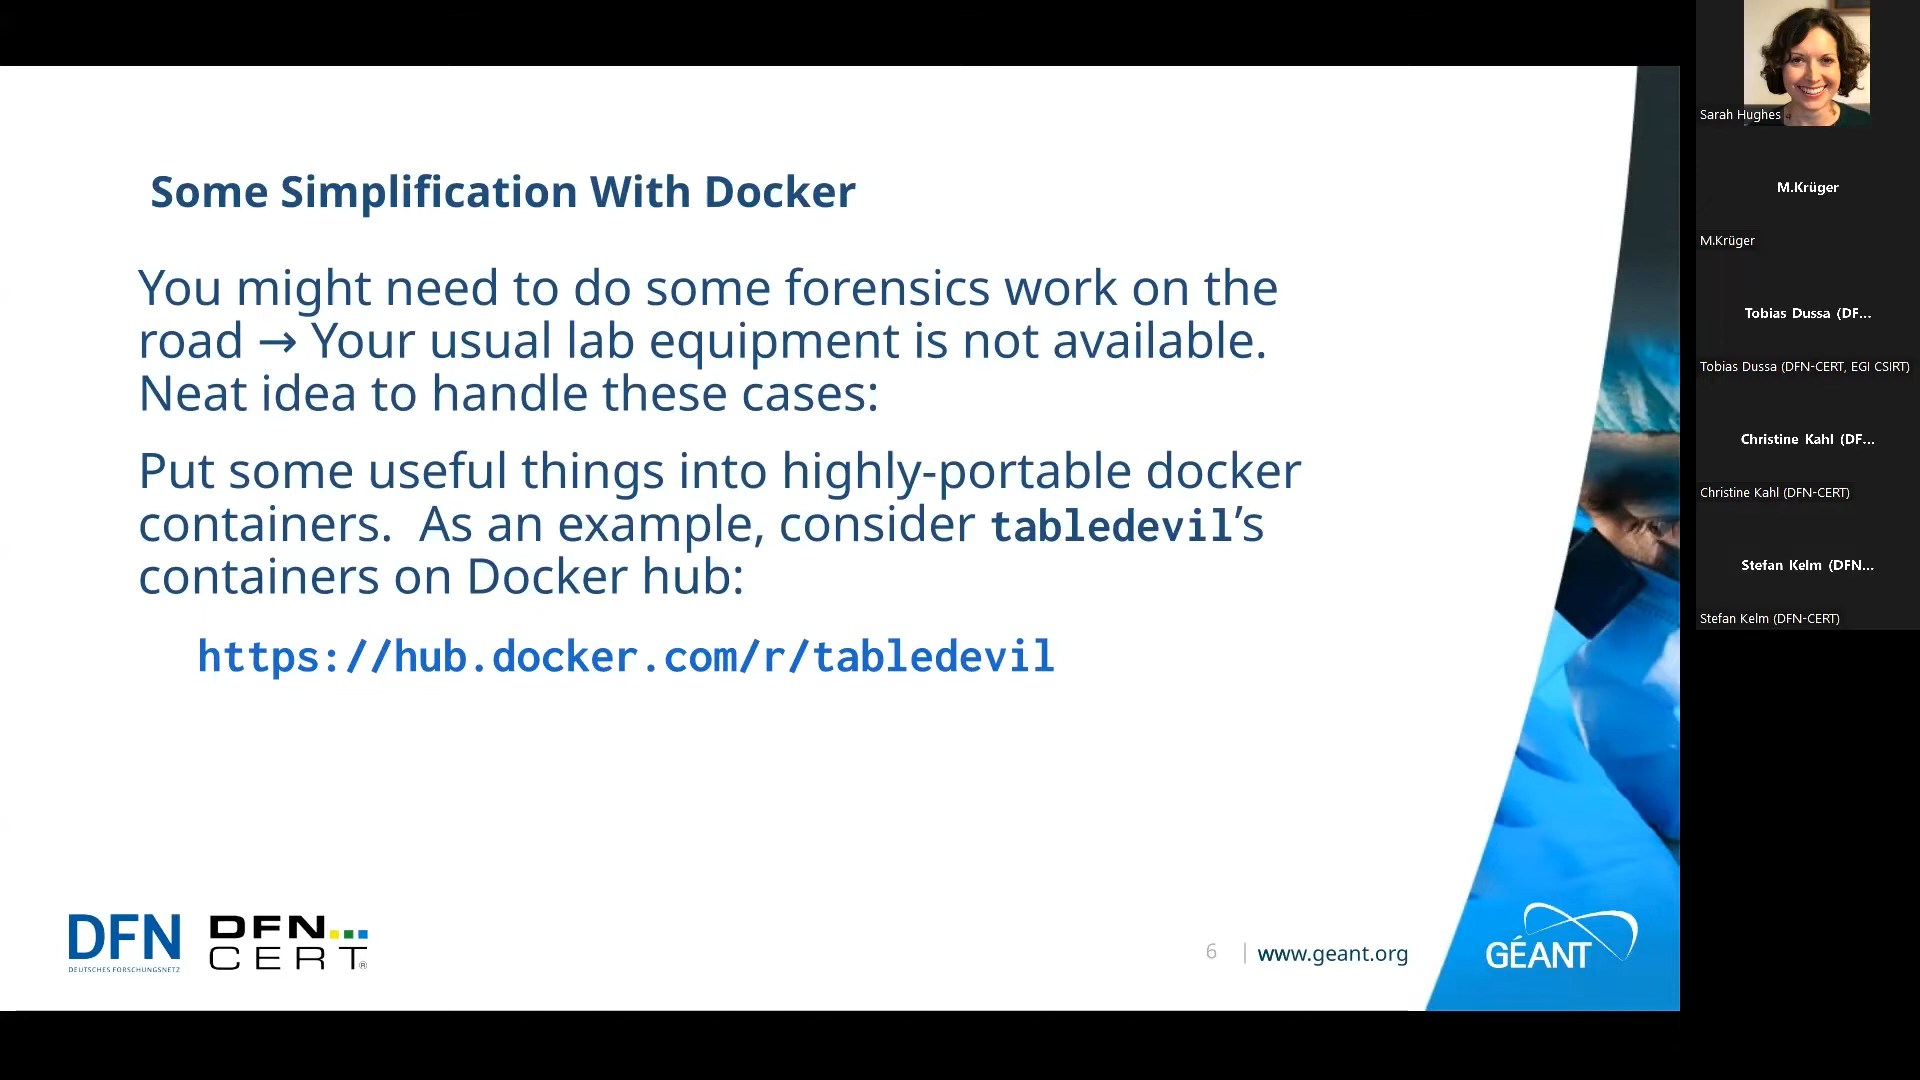 Some Simplification With Docker
You might need to do some forensics work on the
road → Your usual lab equipment is not available.
Neat idea to handle these cases:
Put some useful things into highly-portable docker
containers.  As an example, consider tabledevil’s
containers on Docker hub:
https://hub.docker.com/r/tabledevil
DFN
DEUTSCHES FORSCHUNGSNETZ
DFN
CERT®
6
www.geant.org
GÉANT
Sarah Hughes
M.Krüger
M.Krüger
Tobias Dussa (DF...
Tobias Dussa (DFN-CERT, EGI CSIRT)
Christine Kahl (DF...
Christine Kahl (DFN-CERT)
Stefan Kelm (DFN...
Stefan Kelm (DFN-CERT)